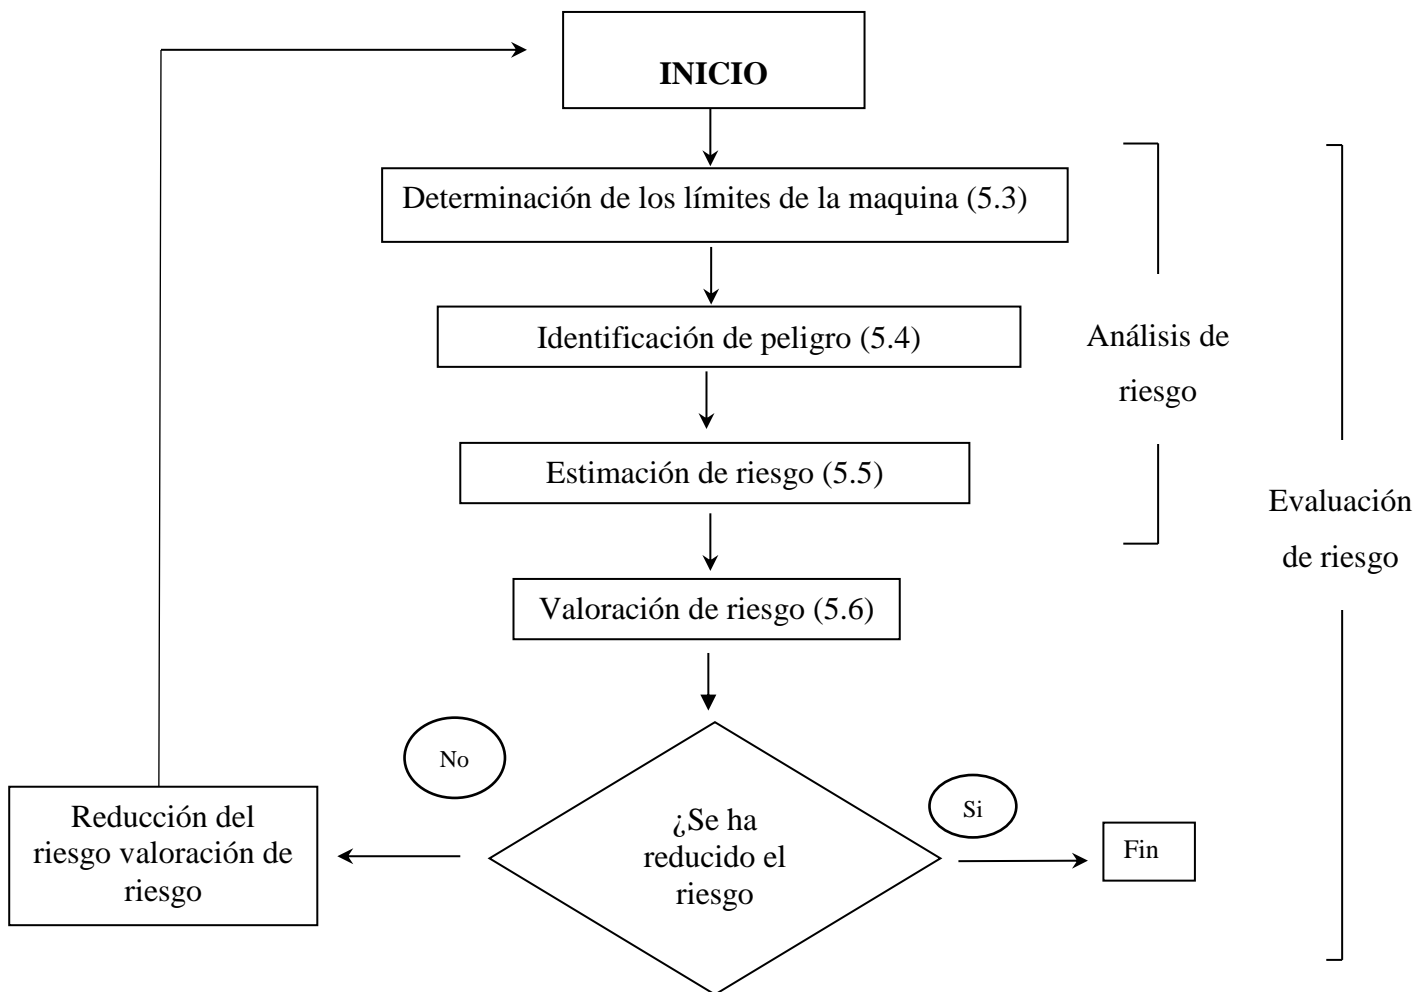 INICIO
Determinación de los límites de la maquina (5.3)
Identificación de peligro (5.4)
Análisis de
riesgo
Estimación de riesgo (5.5)
Evaluación
de riesgo
Valoración de riesgo (5.6)
No
Si
¿Se ha
reducido el
riesgo
Reducción del
riesgo valoración de
riesgo
Fin